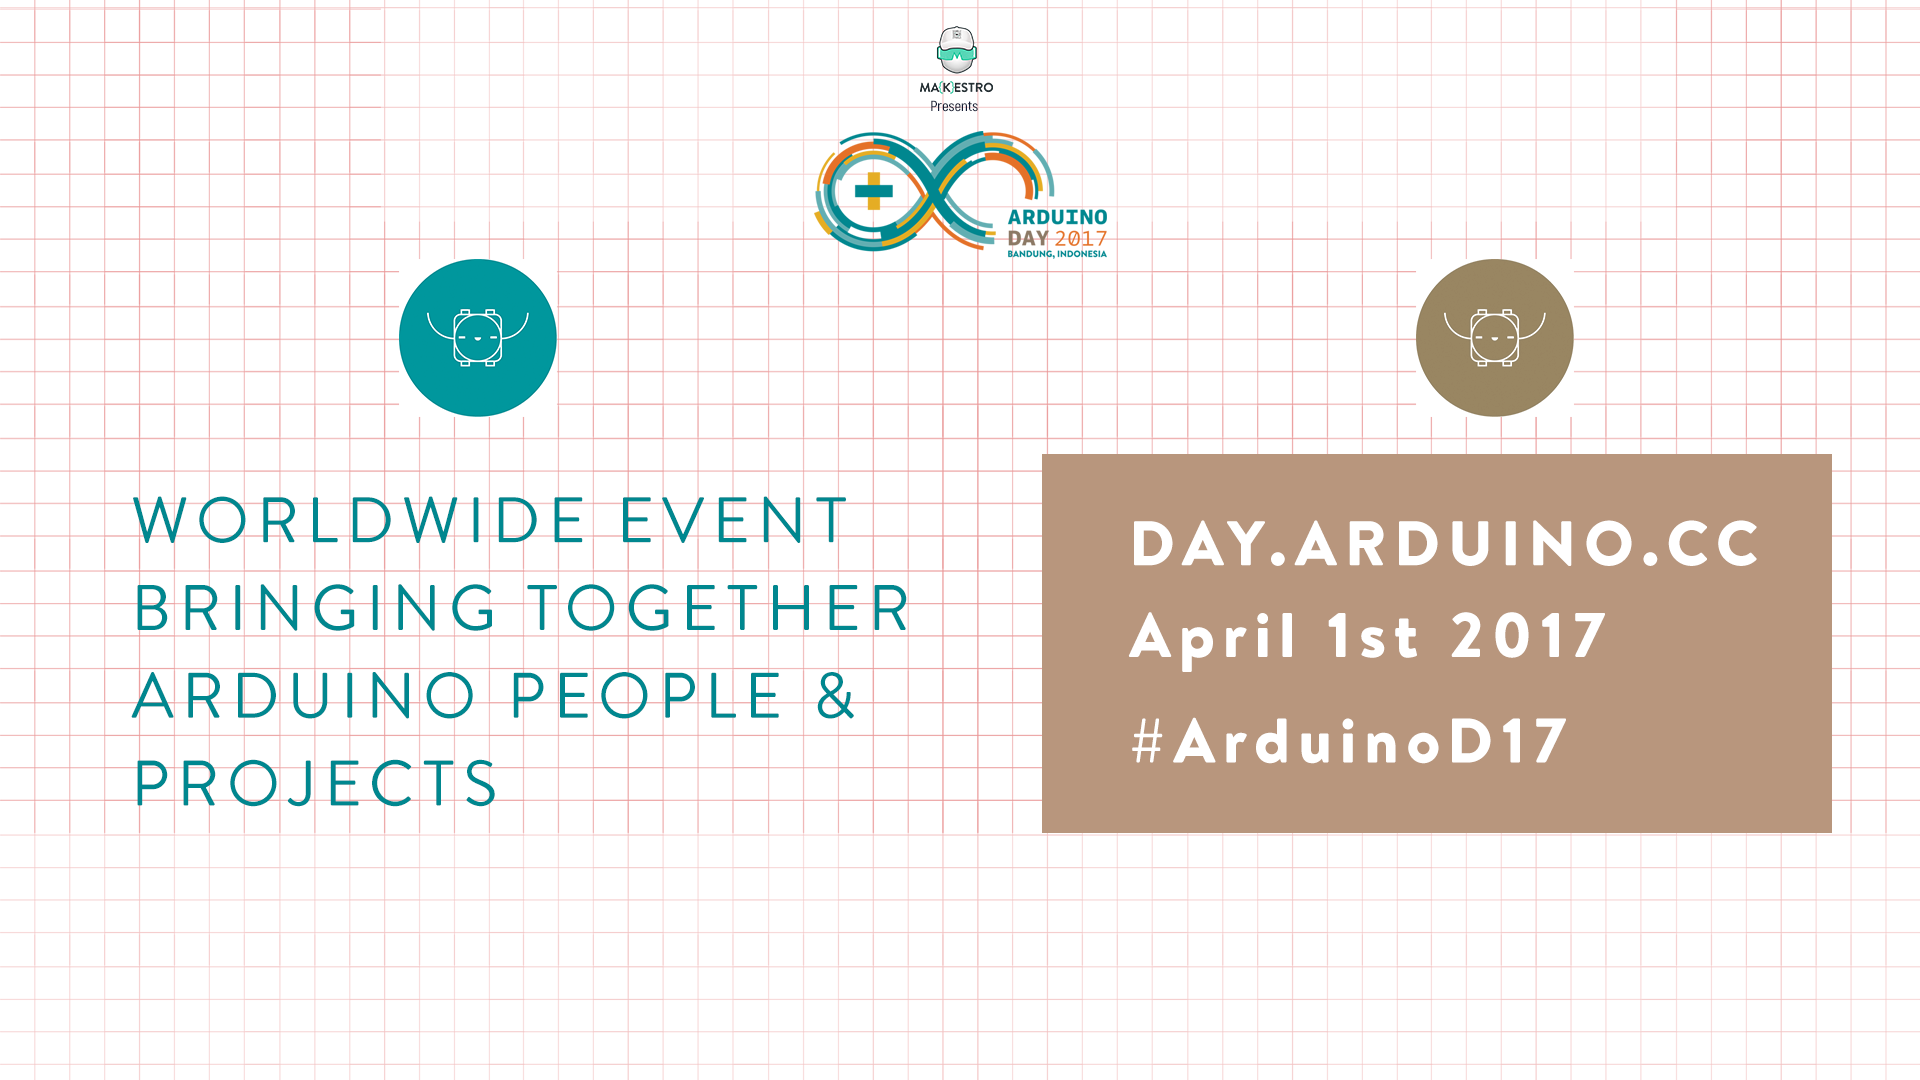 MA{K}ESTRO
Presents
ARDUINO
DAY 2017
BANDUNG, INDONESIA
WORLDWIDE EVENT
BRINGING TOGETHER
ARDUINO PEOPLE &
PROJECTS
DAY.ARDUINO.CC
April 1st 2017
#ArduinoD17